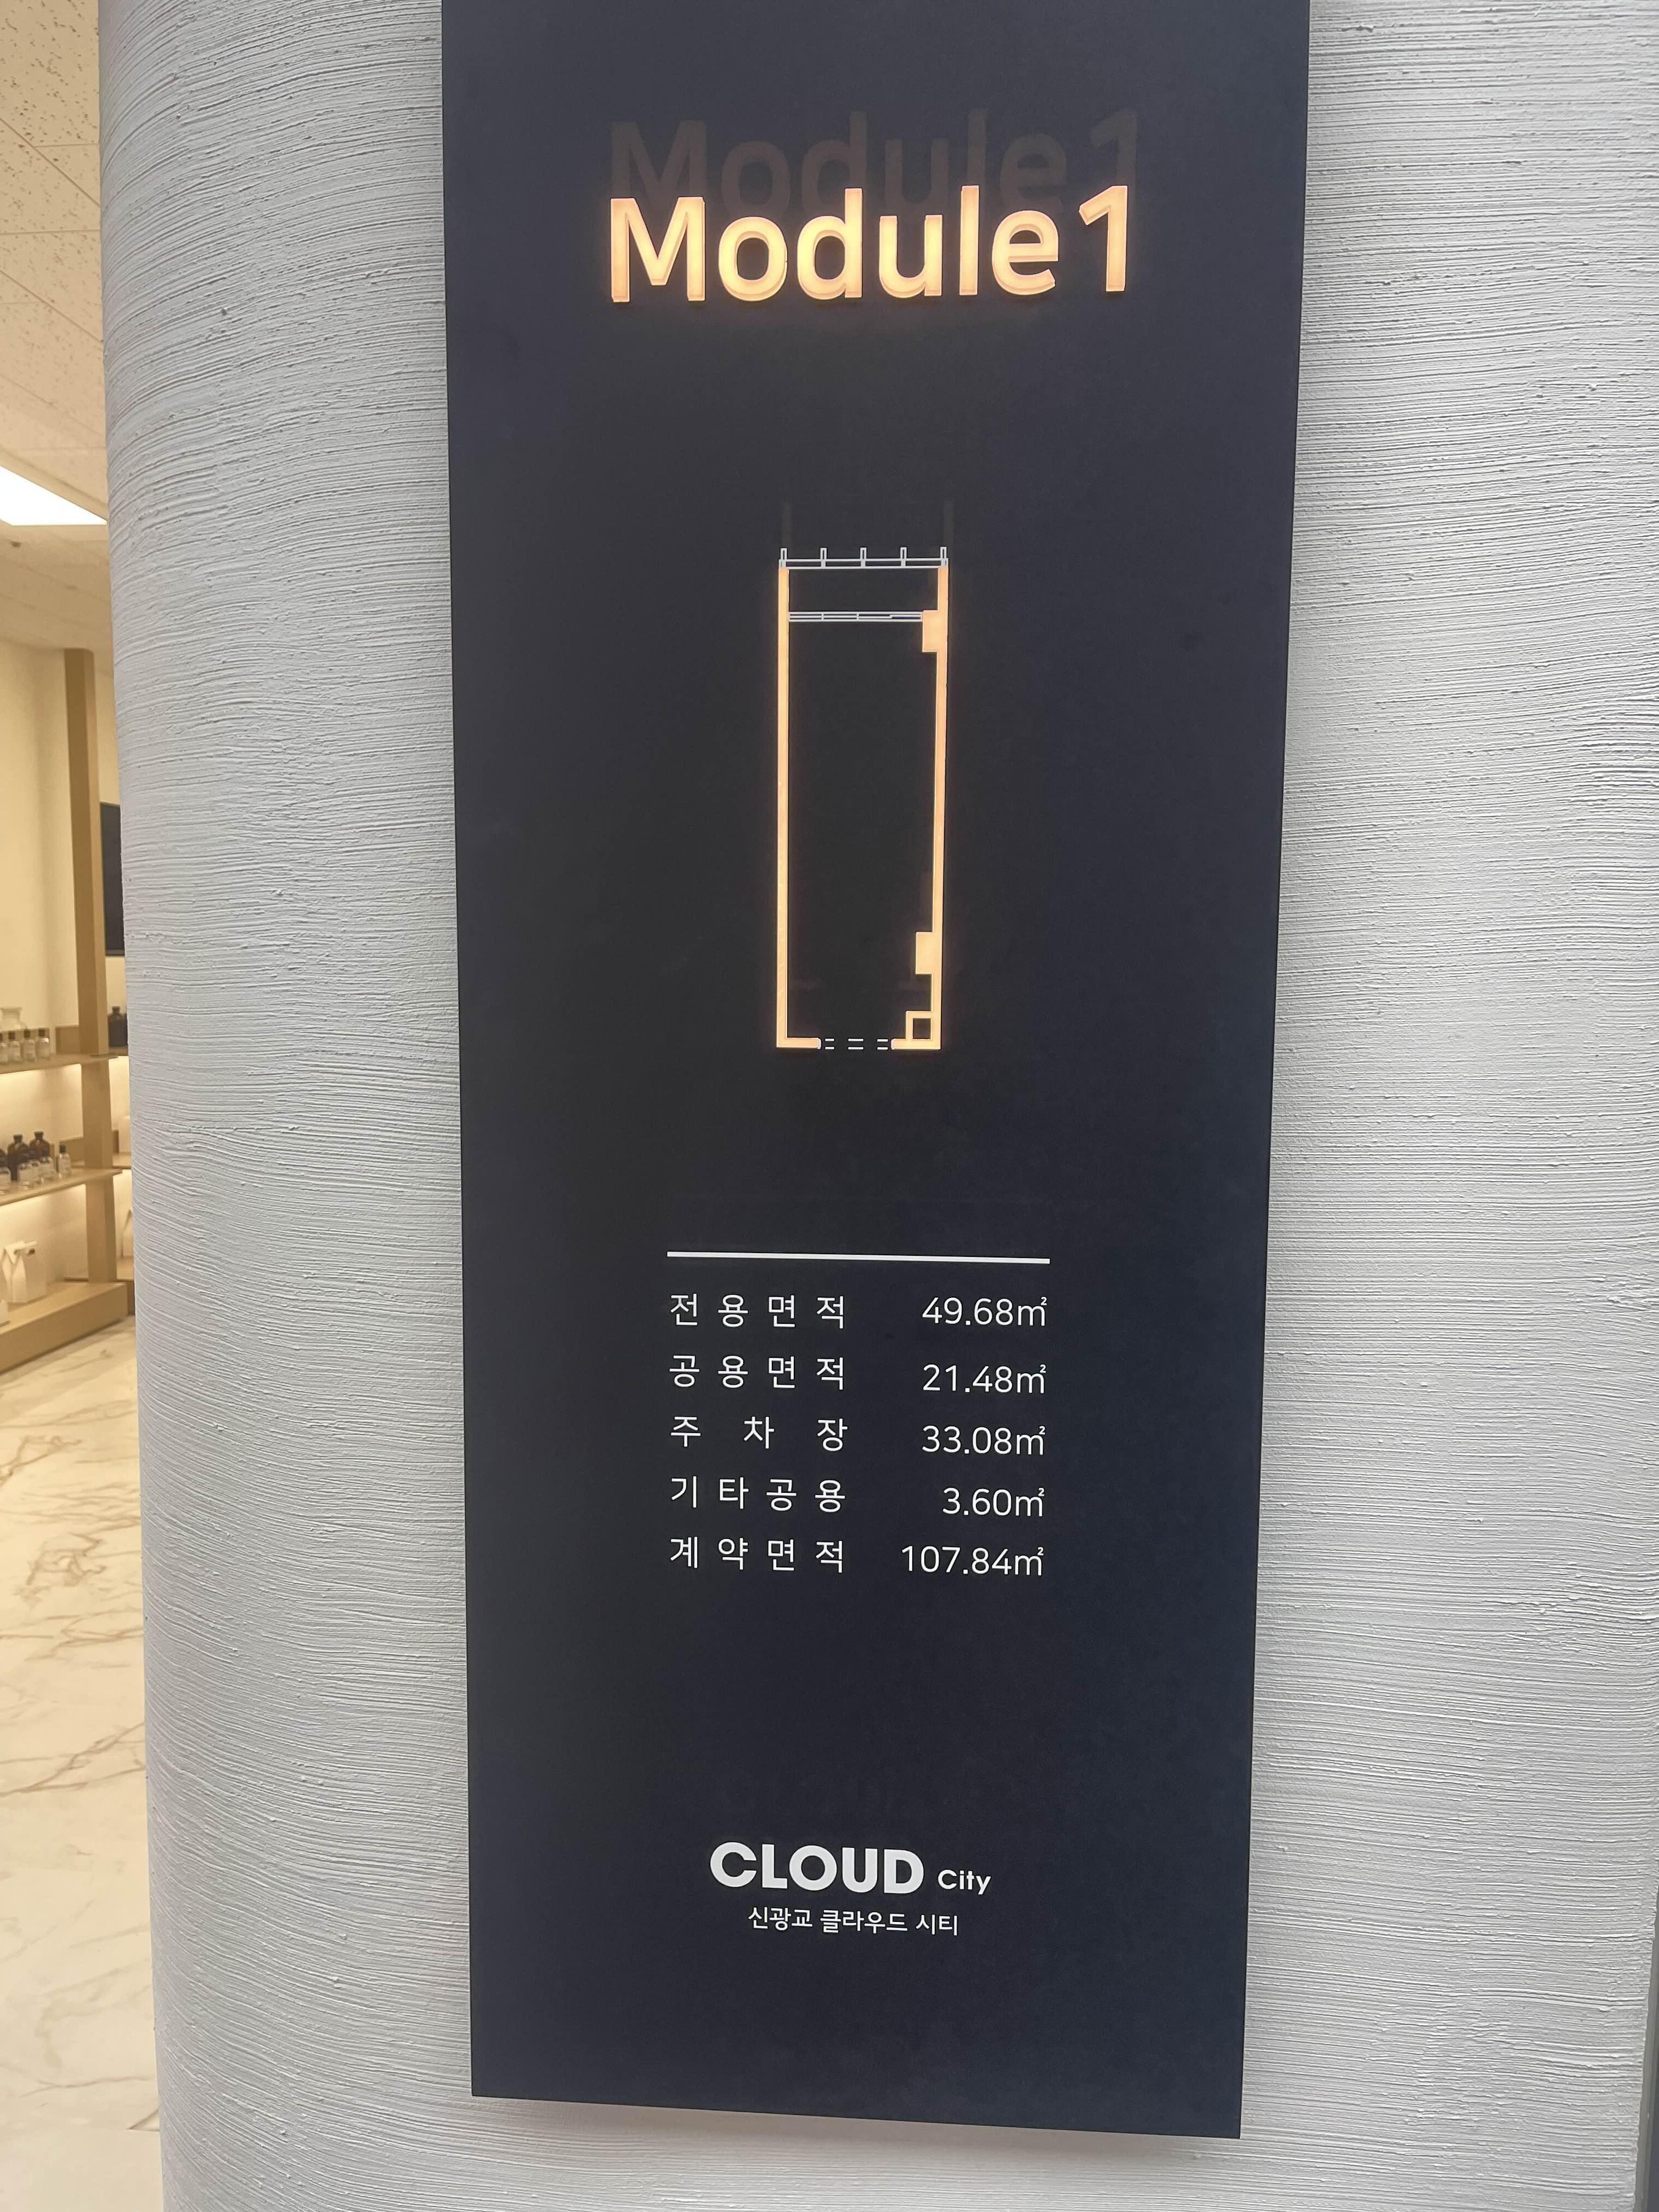 Module 1
전용면적 49.68㎡
공용면적 21.48㎡
주차장 33.08㎡
기타공용 3.60㎡
계약면적 107.84㎡
CLOUD City
신광교 클라우드 시티